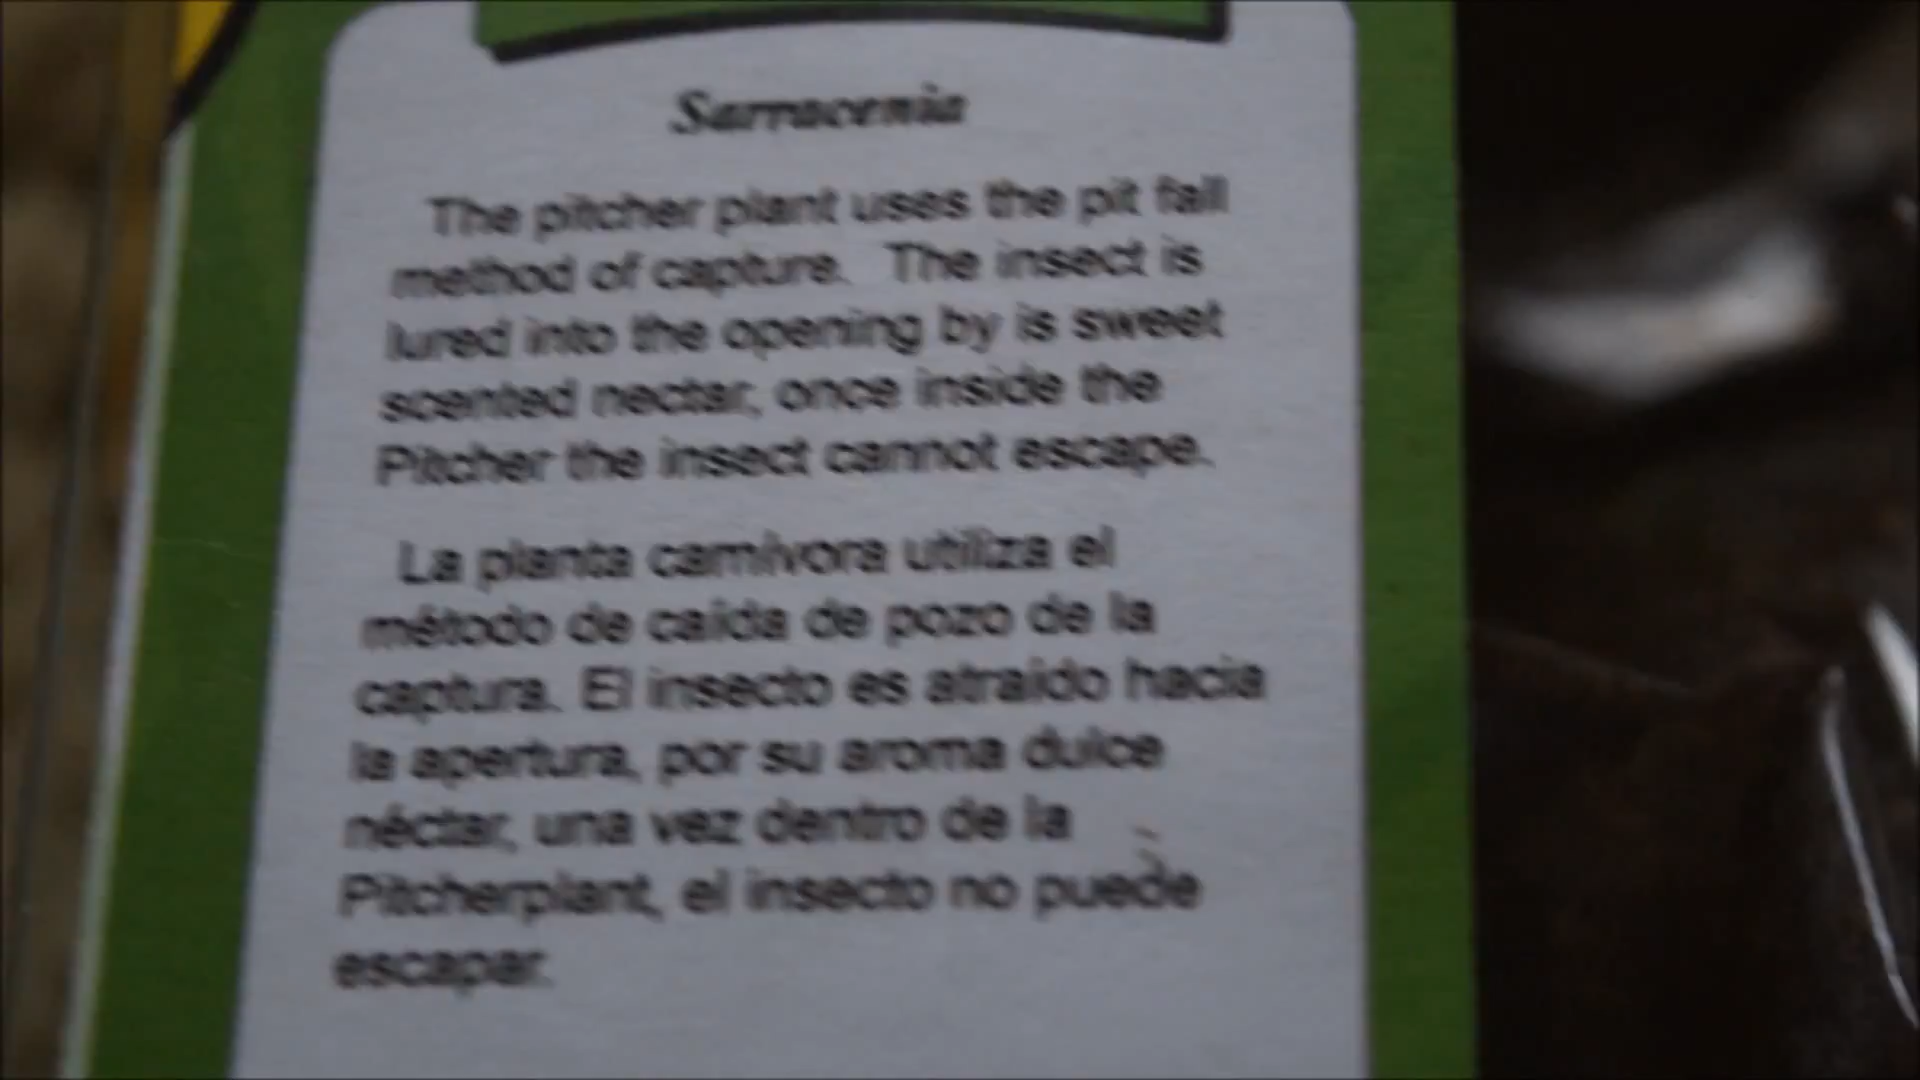 Sarracenia
The pitcher plant uses the pit fall
method of capture. The insect is
lured into the opening by is sweet
scented nectar, once inside the
Pitcher the insect cannot escape.
La planta carnívora utiliza el
método de caída de pozo de la
captura. El insecto es atraído hacia
la apertura, por su aroma dulce
néctar, una vez dentro de la
Pitcherplant, el insecto no puede
escapar.